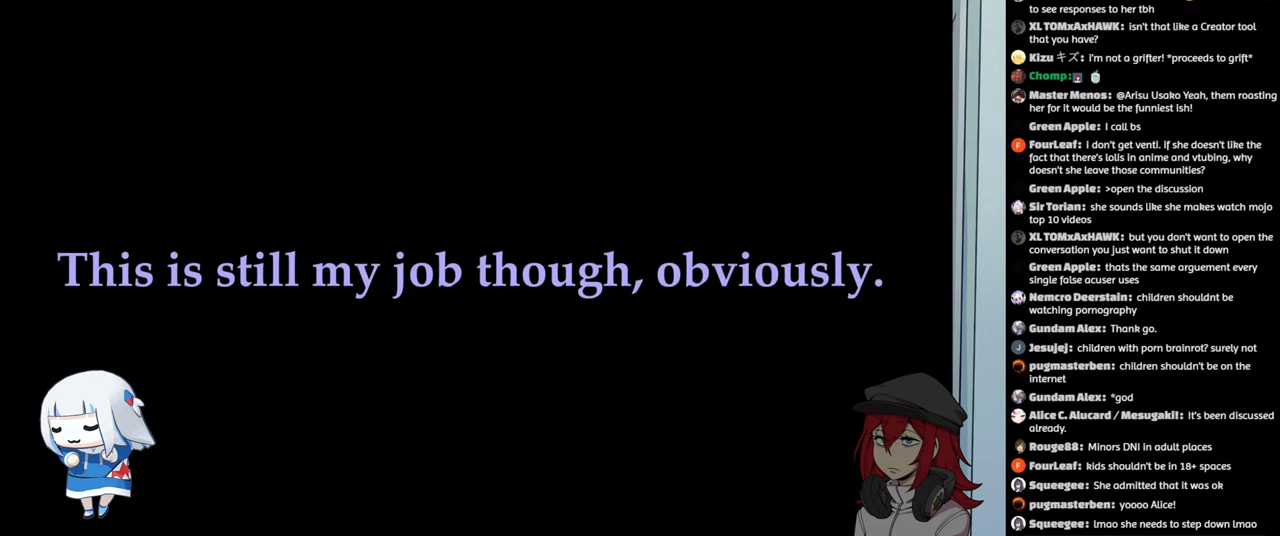 This is still my job though, obviously.
to see responses to her tbh
XL TOMxAxHAWK: isn't that like a Creator tool
that you have?
Kizu キズ: I'm not a grifter! *proceeds to grift*
Chomp:
Master Menos: @Arisu Usako Yeah, them roasting
her for it would be the funniest ish!
Green Apple: I call bs
FourLeaf: i don't get venti. if she doesn't like the
fact that there's lolis in anime and vtubing, why
doesn't she leave those communities?
Green Apple: >open the discussion
Sir Torian: she sounds like she makes watch mojo
top 10 videos
XL TOMxAxHAWK: but you don't want to open the
conversation you just want to shut it down
Green Apple: thats the same argument every
single false acuser uses
Nemcro Deerstain: children shouldnt be
watching pornography
Gundam Alex: Thank go.
J
Jesujej: children with porn brainrot? surely not
pugmasterben: children shouldn't be on the
internet
Gundam Alex: *god
Alice C. Alucard / Mesugaki!: It's been discussed
already.
Rouge88: Minors DNI in adult places
F FourLeaf: kids shouldn't be in 18+ spaces
Squeegee: She admitted that it was ok
pugmasterben: yoooo Alice!
Squeegee: lmao she needs to step down lmao